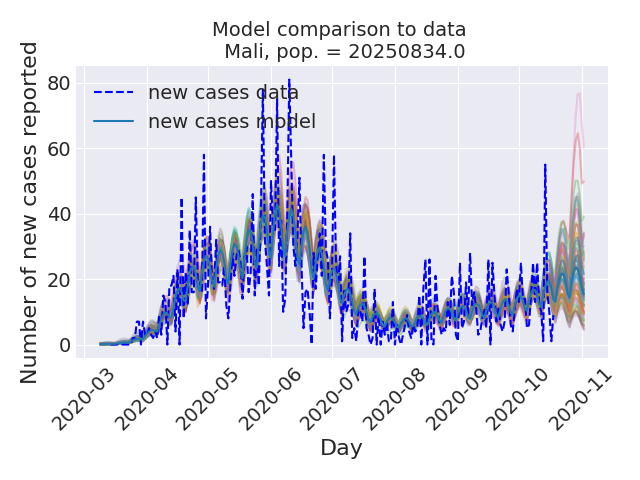 Model comparison to data
Mali, pop. = 20250834.0
Number of new cases reported
80
60
40
20
0
new cases data
new cases model
2020-03
2020-04
2020-05
2020-06
2020-07
2020-08
2020-09
2020-10
2020-11
Day